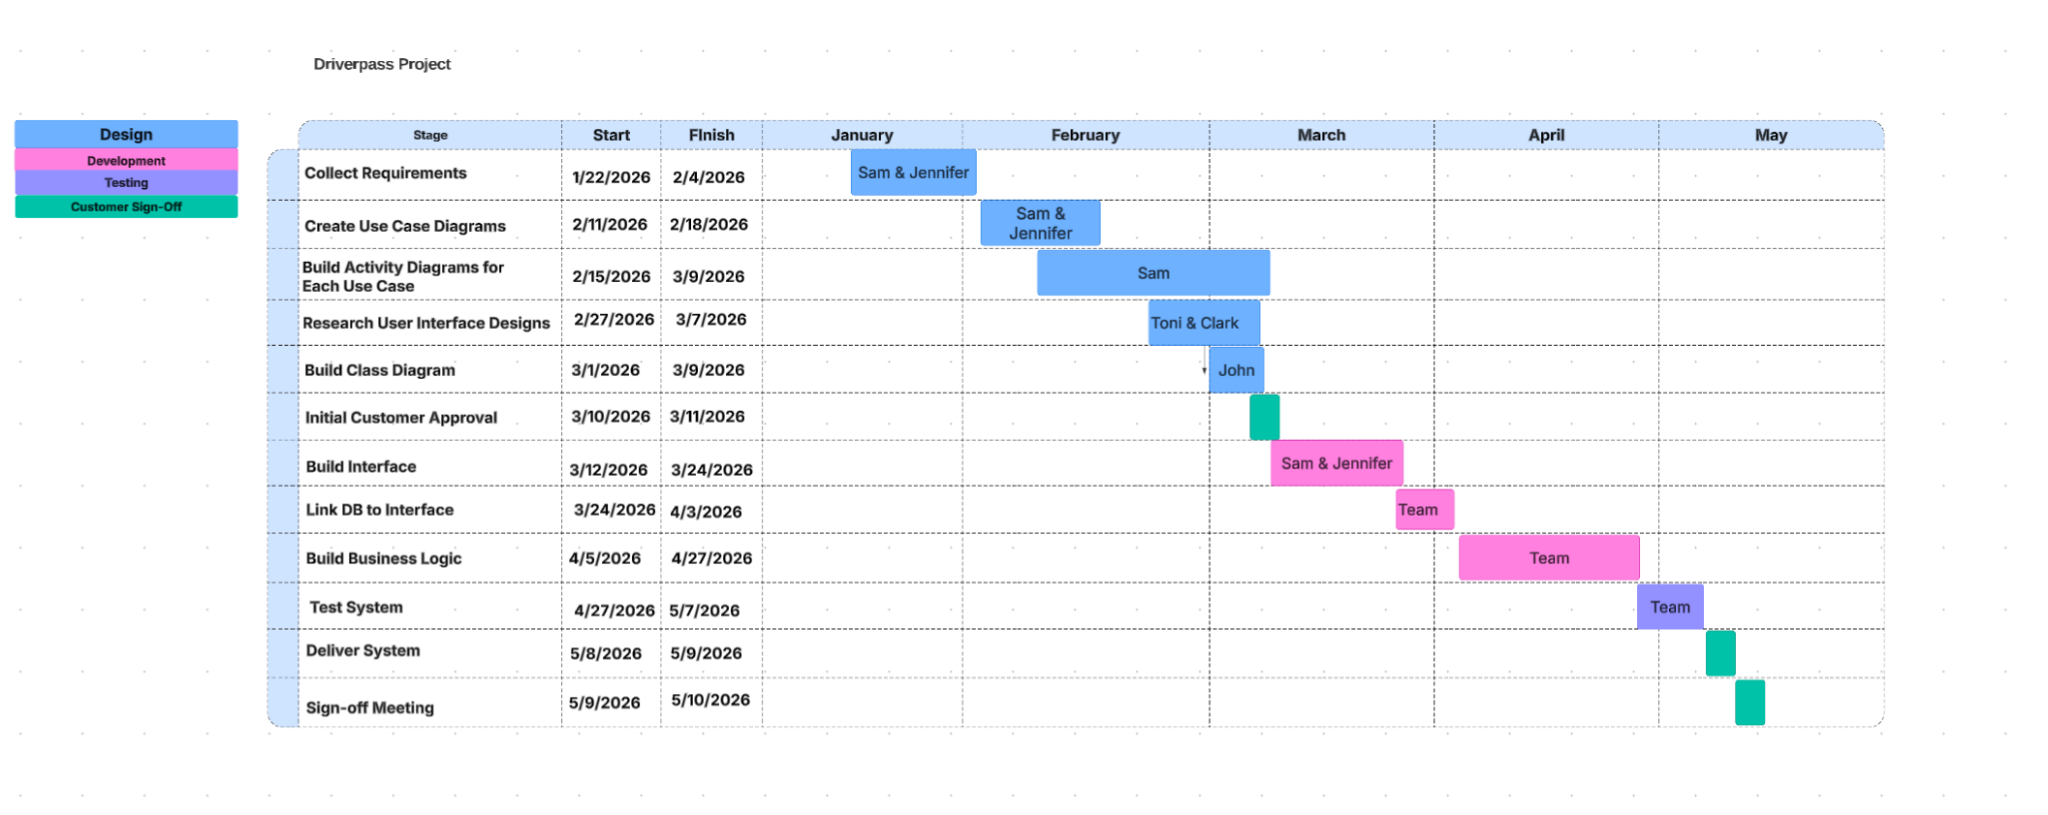 Driverpass Project
Design
Development
Testing
Customer Sign-Off
Stage Start FInish January February March April May
Collect Requirements 1/22/2026 2/4/2026 Sam & Jennifer
Create Use Case Diagrams 2/11/2026 2/18/2026 Sam &
Jennifer
Build Activity Diagrams for
Each Use Case 2/15/2026 3/9/2026 Sam
Research User Interface Designs 2/27/2026 3/7/2026 Toni & Clark
Build Class Diagram 3/1/2026 3/9/2026 John
Initial Customer Approval 3/10/2026 3/11/2026
Build Interface 3/12/2026 3/24/2026 Sam & Jennifer
Link DB to Interface 3/24/2026 4/3/2026 Team
Build Business Logic 4/5/2026 4/27/2026 Team
Test System 4/27/2026 5/7/2026 Team
Deliver System 5/8/2026 5/9/2026
Sign-off Meeting 5/9/2026 5/10/2026